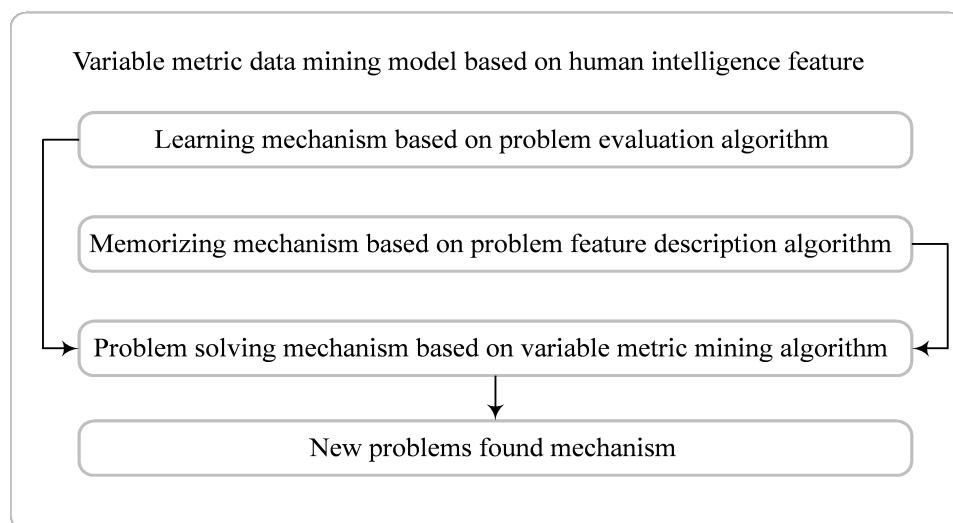 Variable metric data mining model based on human intelligence feature
Learning mechanism based on problem evaluation algorithm
Memorizing mechanism based on problem feature description algorithm
Problem solving mechanism based on variable metric mining algorithm
New problems found mechanism